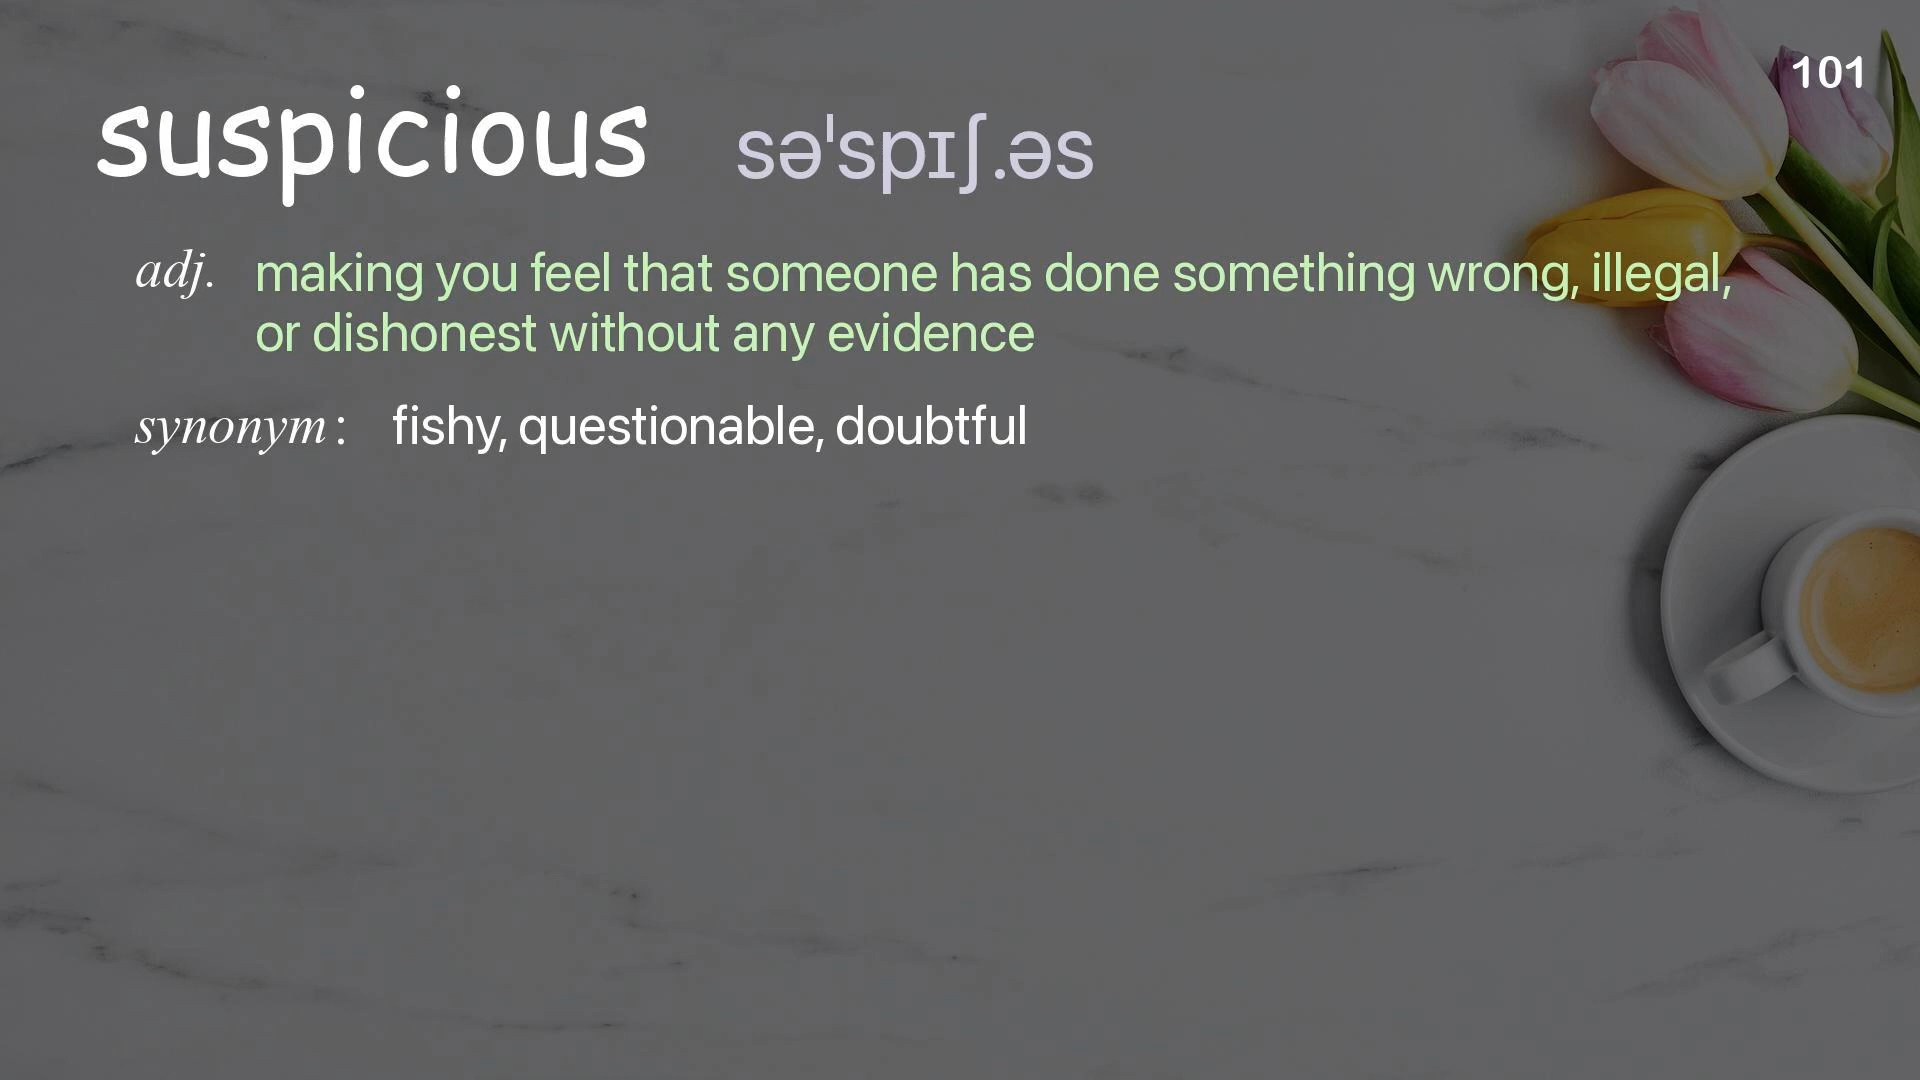 101
suspicious səˈspɪʃ.əs
adj. making you feel that someone has done something wrong, illegal,
or dishonest without any evidence
synonym : fishy, questionable, doubtful